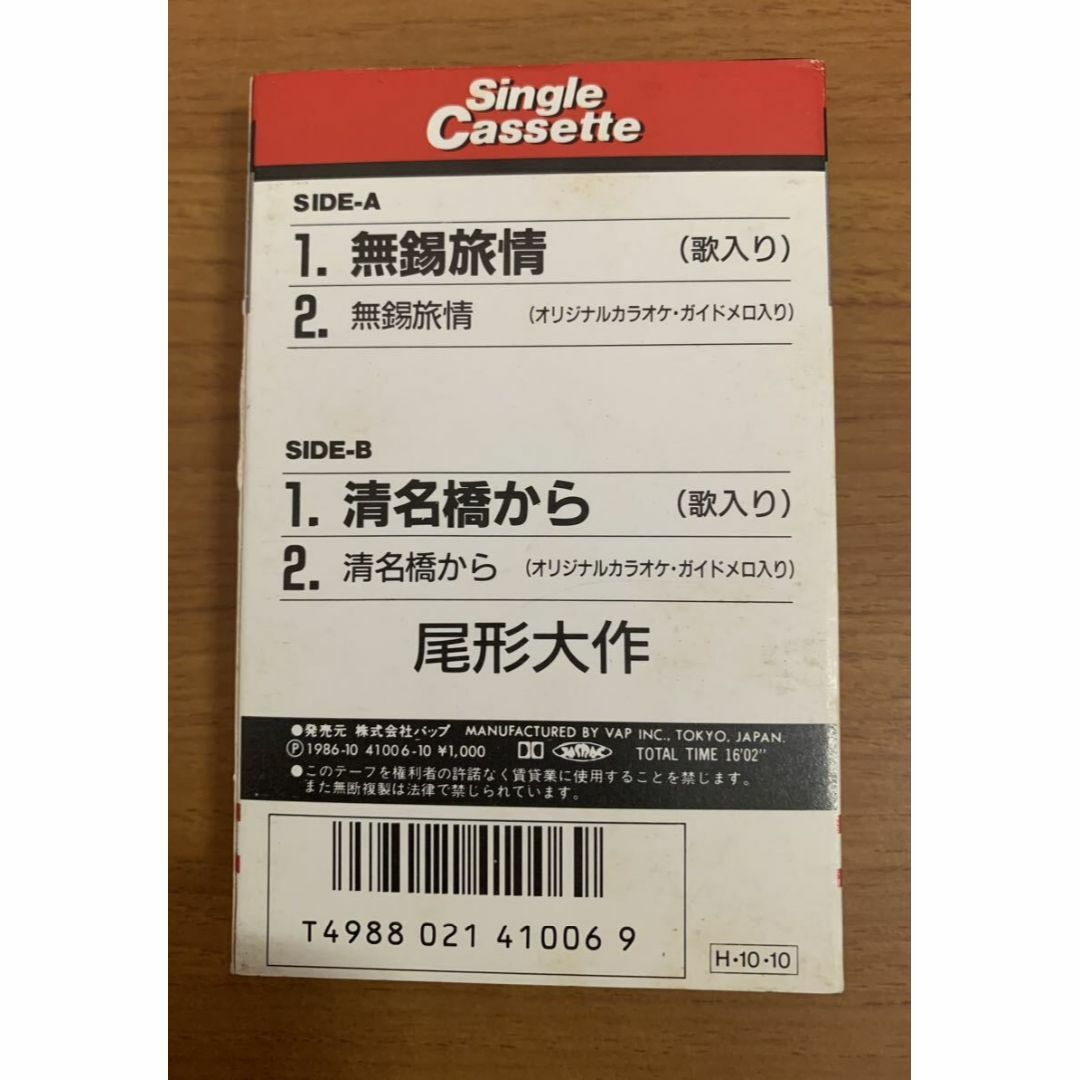 Single
Cassette
SIDE-A
1. 無錫旅情 (歌入り)
2. 無錫旅情 (オリジナルカラオケ・ガイドメロ入り)
SIDE-B
1. 清名橋から (歌入り)
2. 清名橋から (オリジナルカラオケ・ガイドメロ入り)
尾形大作
●発売元 株式会社バップ MANUFACTURED BY VAP INC., TOKYO, JAPAN.
Ⓟ1986-10 41006-10 ¥1,000 JASRAC TOTAL TIME 16'02"
●このテープを権利者の許諾なく賃貸業に使用することを禁じます。
また無断複製は法律で禁じられています。
T4988 021 41006 9
H・10・10